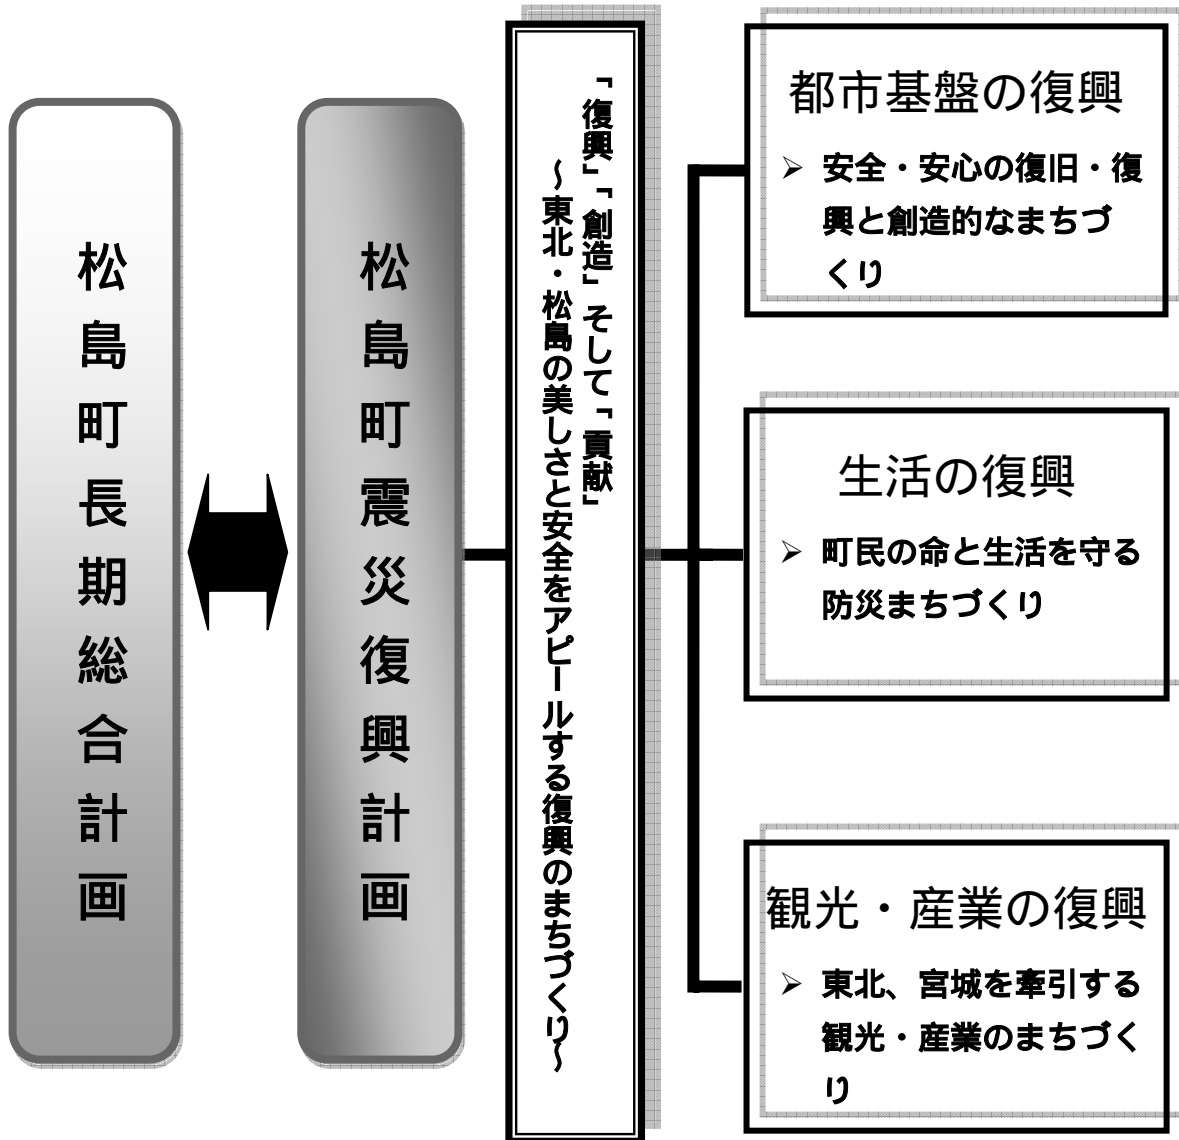 松島町長期総合計画
松島町震災復興計画
「復興」「創造」そして「貢献」
～東北・松島の美しさと安全をアピールする復興のまちづくり～
都市基盤の復興
➢ 安全・安心の復旧・復
興と創造的なまちづ
くり
生活の復興
➢ 町民の命と生活を守る
防災まちづくり
観光・産業の復興
➢ 東北、宮城を牽引する
観光・産業のまちづく
り